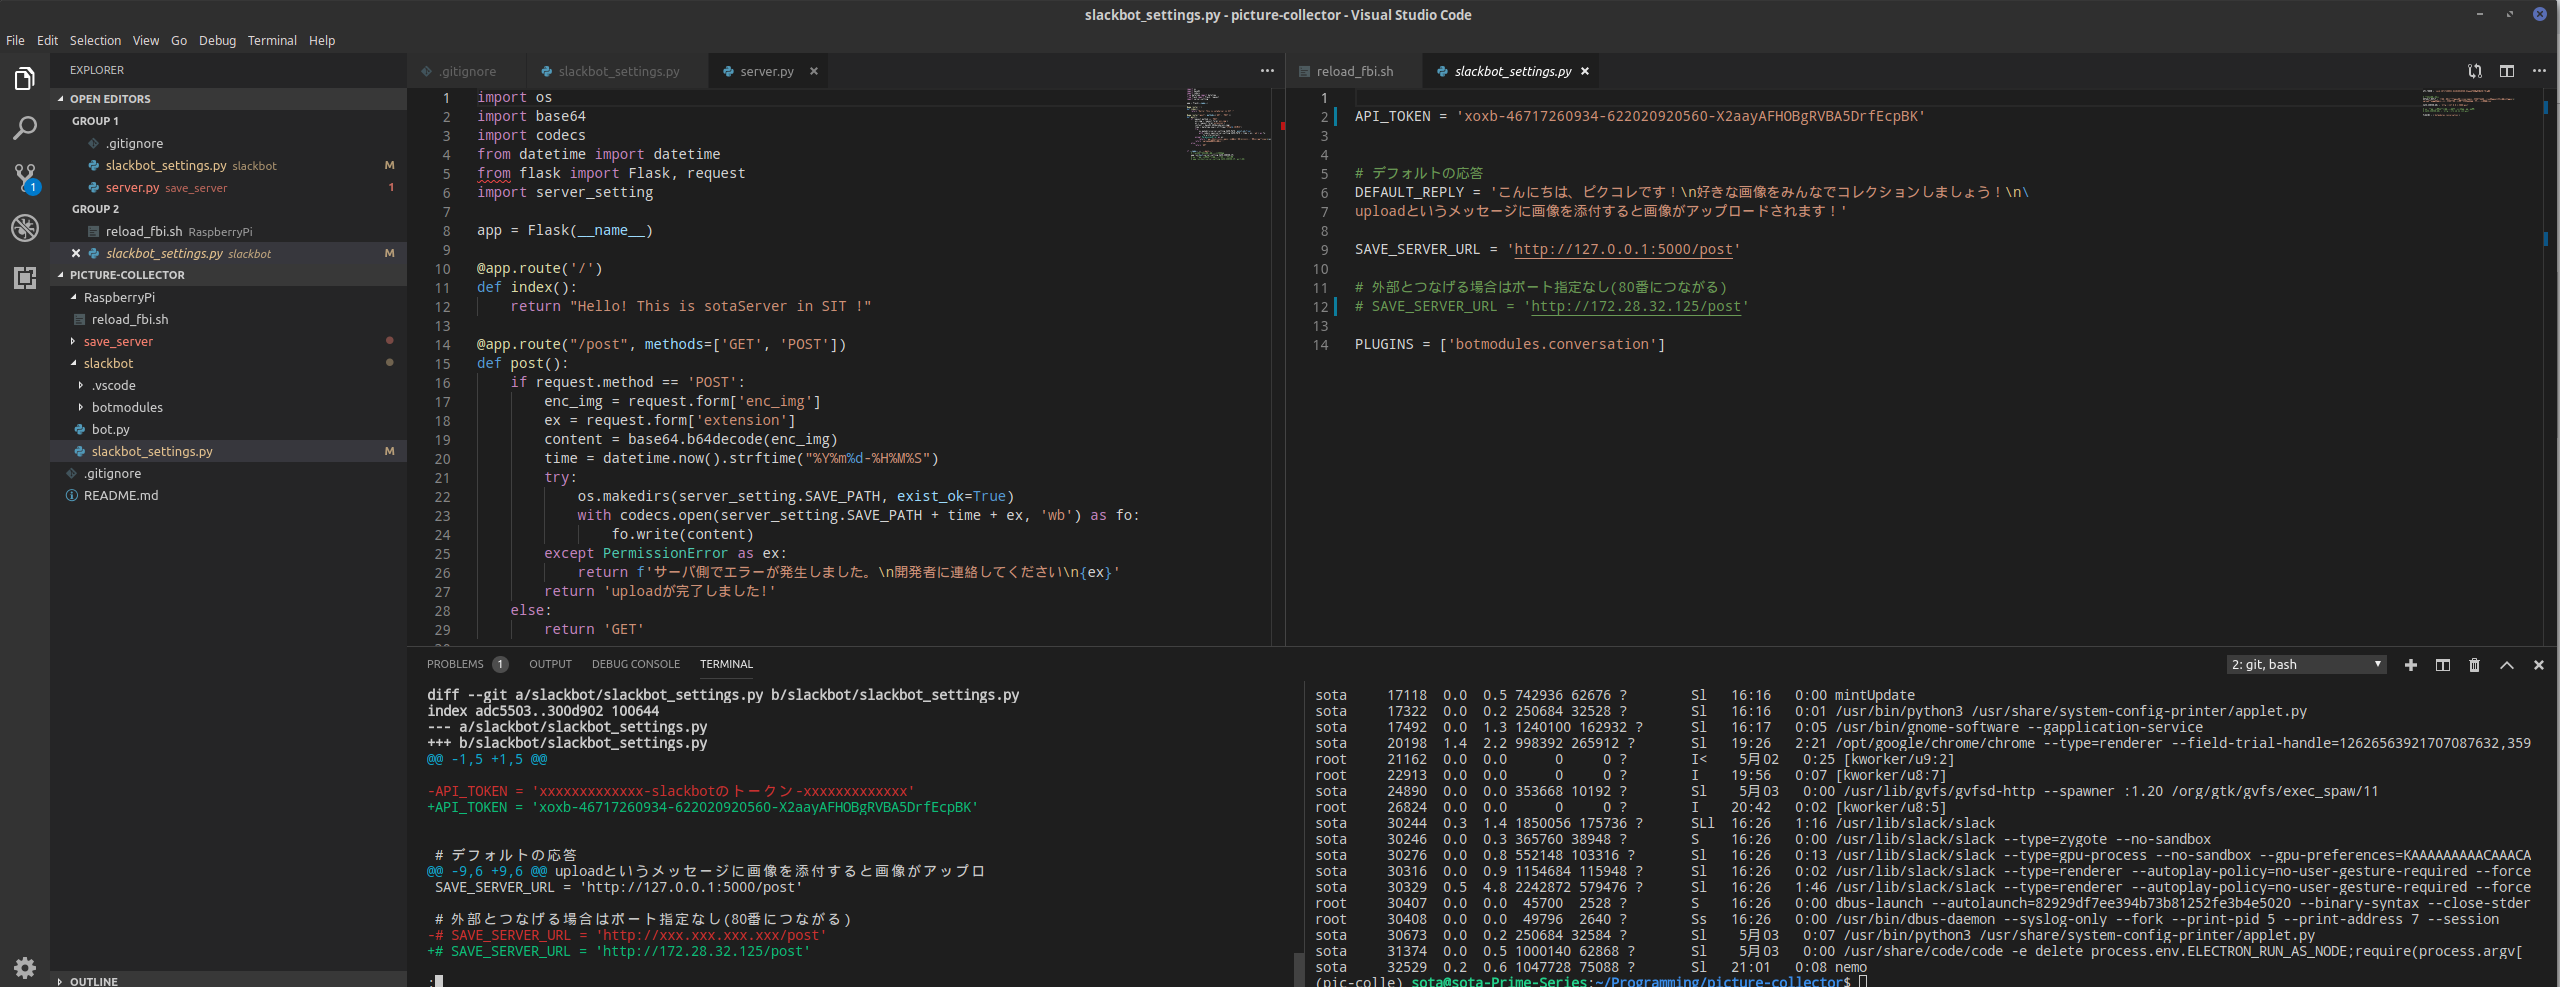 slackbot_settings.py - picture-collector - Visual Studio Code
File Edit Selection View Go Debug Terminal Help
EXPLORER
OPEN EDITORS
GROUP 1
.gitignore
slackbot_settings.py slackbot M
server.py save_server 1
GROUP 2
reload_fbi.sh RaspberryPi
slackbot_settings.py slackbot M
PICTURE-COLLECTOR
RaspberryPi
reload_fbi.sh
save_server
slackbot
.vscode
botmodules
bot.py
slackbot_settings.py M
.gitignore
README.md
OUTLINE
1
.gitignore slackbot_settings.py server.py
1 import os
2 import base64
3 import codecs
4 from datetime import datetime
5 from flask import Flask, request
6 import server_setting
7
8 app = Flask(__name__)
9
10 @app.route('/')
11 def index():
12 return "Hello! This is sotaServer in SIT !"
13
14 @app.route("/post", methods=['GET', 'POST'])
15 def post():
16 if request.method == 'POST':
17 enc_img = request.form['enc_img']
18 ex = request.form['extension']
19 content = base64.b64decode(enc_img)
20 time = datetime.now().strftime("%Y%m%d-%H%M%S")
21 try:
22 os.makedirs(server_setting.SAVE_PATH, exist_ok=True)
23 with codecs.open(server_setting.SAVE_PATH + time + ex, 'wb') as fo:
24 fo.write(content)
25 except PermissionError as ex:
26 return f'サーバ側でエラーが発生しました。\n開発者に連絡してください\n{ex}'
27 return 'uploadが完了しました!'
28 else:
29 return 'GET'
reload_fbi.sh slackbot_settings.py
1
2 API_TOKEN = 'xoxb-46717260934-622020920560-X2aayAFHOBgRVBA5DrfEcpBK'
3
4
5 # デフォルトの応答
6 DEFAULT_REPLY = 'こんにちは、ピクコレです！\n好きな画像をみんなでコレクションしましょう！\n\
7 uploadというメッセージに画像を添付すると画像がアップロードされます！'
8
9 SAVE_SERVER_URL = 'http://127.0.0.1:5000/post'
10
11 # 外部とつなげる場合はポート指定なし(80番につながる)
12 # SAVE_SERVER_URL = 'http://172.28.32.125/post'
13
14 PLUGINS = ['botmodules.conversation']
PROBLEMS 1 OUTPUT DEBUG CONSOLE TERMINAL
2: git, bash
diff --git a/slackbot/slackbot_settings.py b/slackbot/slackbot_settings.py
index adc5503..300d902 100644
--- a/slackbot/slackbot_settings.py
+++ b/slackbot/slackbot_settings.py
@@ -1,5 +1,5 @@
-API_TOKEN = 'xxxxxxxxxxxxx-slackbotのトークン-xxxxxxxxxxxxx'
+API_TOKEN = 'xoxb-46717260934-622020920560-X2aayAFHOBgRVBA5DrfEcpBK'
# デフォルトの応答
@@ -9,6 +9,6 @@ uploadというメッセージに画像を添付すると画像がアップロ
SAVE_SERVER_URL = 'http://127.0.0.1:5000/post'
# 外部とつなげる場合はポート指定なし(80番につながる)
-# SAVE_SERVER_URL = 'http://xxx.xxx.xxx.xxx/post'
+# SAVE_SERVER_URL = 'http://172.28.32.125/post'
:
sota 17118 0.0 0.5 742936 62676 ? Sl 16:16 0:00 mintUpdate
sota 17322 0.0 0.2 250684 32528 ? Sl 16:16 0:01 /usr/bin/python3 /usr/share/system-config-printer/applet.py
sota 17492 0.0 1.3 1240100 162932 ? Sl 16:17 0:05 /usr/bin/gnome-software --gapplication-service
sota 20198 1.4 2.2 998392 265912 ? Sl 19:26 2:21 /opt/google/chrome/chrome --type=renderer --field-trial-handle=12626563921707087632,359
root 21162 0.0 0.0 0 0 ? I< 5月02 0:25 [kworker/u9:2]
root 22913 0.0 0.0 0 0 ? I 19:56 0:07 [kworker/u8:7]
sota 24890 0.0 0.0 353668 10192 ? Sl 5月03 0:00 /usr/lib/gvfs/gvfsd-http --spawner :1.20 /org/gtk/gvfs/exec_spaw/11
root 26824 0.0 0.0 0 0 ? I 20:42 0:02 [kworker/u8:5]
sota 30244 0.3 1.4 1850056 175736 ? SLl 16:26 1:16 /usr/lib/slack/slack
sota 30246 0.0 0.3 365760 38948 ? S 16:26 0:00 /usr/lib/slack/slack --type=zygote --no-sandbox
sota 30276 0.0 0.8 552148 103316 ? Sl 16:26 0:13 /usr/lib/slack/slack --type=gpu-process --no-sandbox --gpu-preferences=KAAAAAAAAACAAACA
sota 30316 0.0 0.9 1154684 115948 ? Sl 16:26 0:02 /usr/lib/slack/slack --type=renderer --autoplay-policy=no-user-gesture-required --force
sota 30329 0.5 4.8 2242872 579476 ? Sl 16:26 1:46 /usr/lib/slack/slack --type=renderer --autoplay-policy=no-user-gesture-required --force
root 30407 0.0 0.0 45700 2528 ? S 16:26 0:00 dbus-launch --autolaunch=82929df7ee394b73b81252fe3b4e5020 --binary-syntax --close-stder
root 30408 0.0 0.0 49796 2640 ? Ss 16:26 0:00 /usr/bin/dbus-daemon --syslog-only --fork --print-pid 5 --print-address 7 --session
sota 30673 0.0 0.2 250684 32584 ? Sl 5月03 0:07 /usr/bin/python3 /usr/share/system-config-printer/applet.py
sota 31374 0.0 0.5 1000140 62868 ? Sl 5月03 0:00 /usr/share/code/code -e delete process.env.ELECTRON_RUN_AS_NODE;require(process.argv[
sota 32529 0.2 0.6 1047728 75088 ? Sl 21:01 0:08 nemo
(pic-colle) sota@sota-Prime-Series:~/Programming/picture-collector$